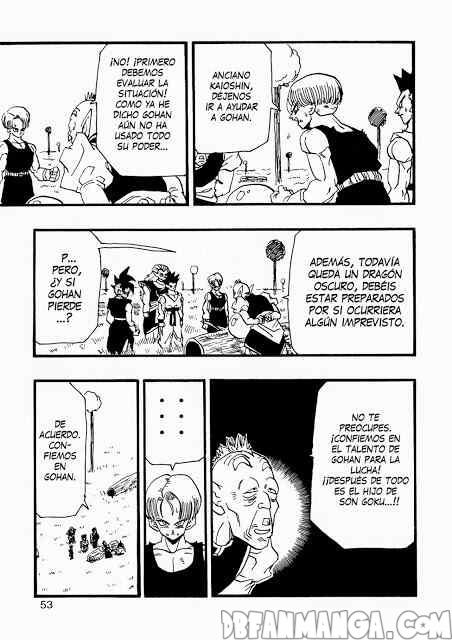 ANCIANO
KAIOSHIN,
DÉJENOS
IR A AYUDAR
A GOHAN.
¡NO! ¡PRIMERO
DEBEMOS
EVALUAR LA
SITUACIÓN!
COMO YA HE
DICHO GOHAN
AÚN NO HA
USADO TODO
SU PODER...
P...
PERO,
¿Y SI
GOHAN
PIERDE
...?
ADEMÁS, TODAVÍA
QUEDA UN DRAGÓN
OSCURO, DEBÉIS
ESTAR PREPARADOS
POR SI OCURRIERA
ALGÚN IMPREVISTO.
NO TE
PREOCUPES.
¡CONFIEMOS EN
EL TALENTO DE
GOHAN PARA LA
LUCHA!
¡¡DESPUÉS DE TODO
ES EL HIJO DE
SON GOKU...!!
DE
ACUERDO.
CON-
FIEMOS
EN
GOHAN.
53
DBFANMANGA.COM